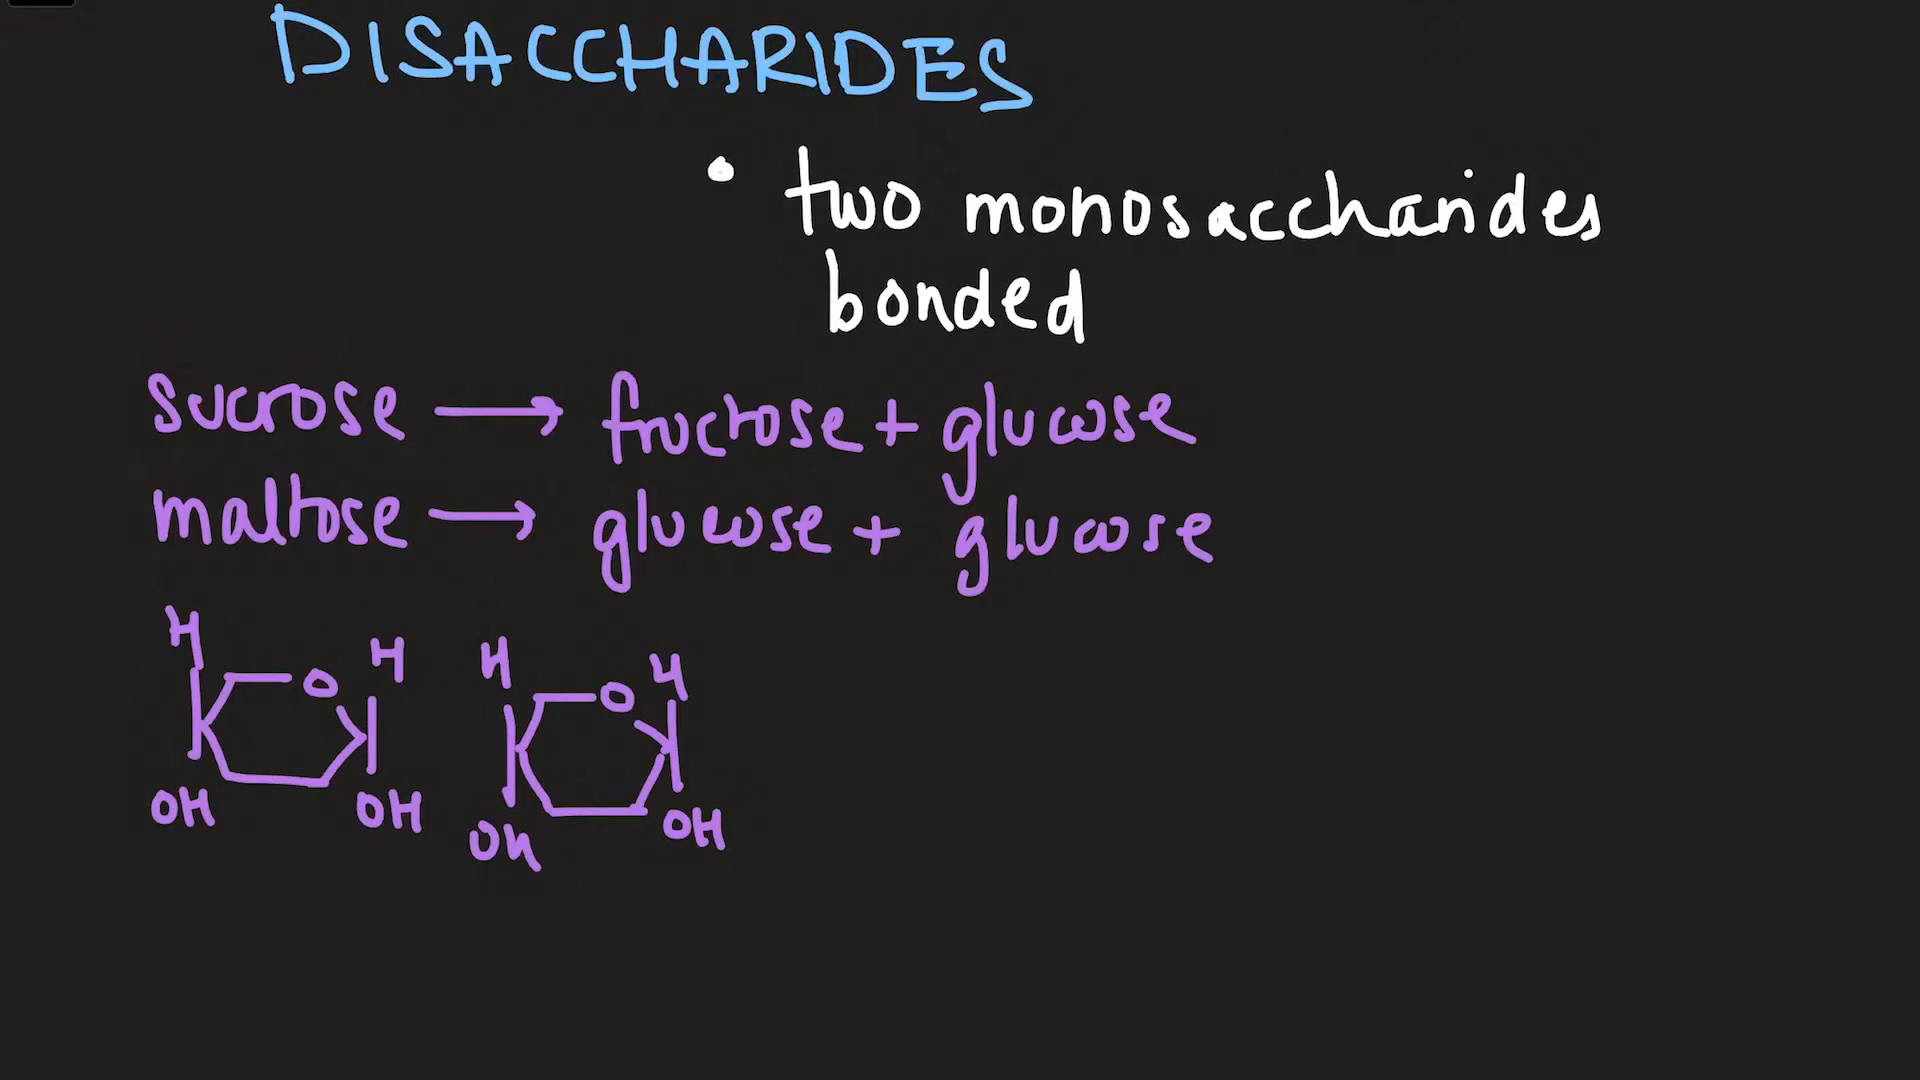 DISACCHARIDES
• two monosaccharides
bonded
sucrose → fructose + glucose
maltose → glucose + glucose
H H H H
O O
OH OH OH OH